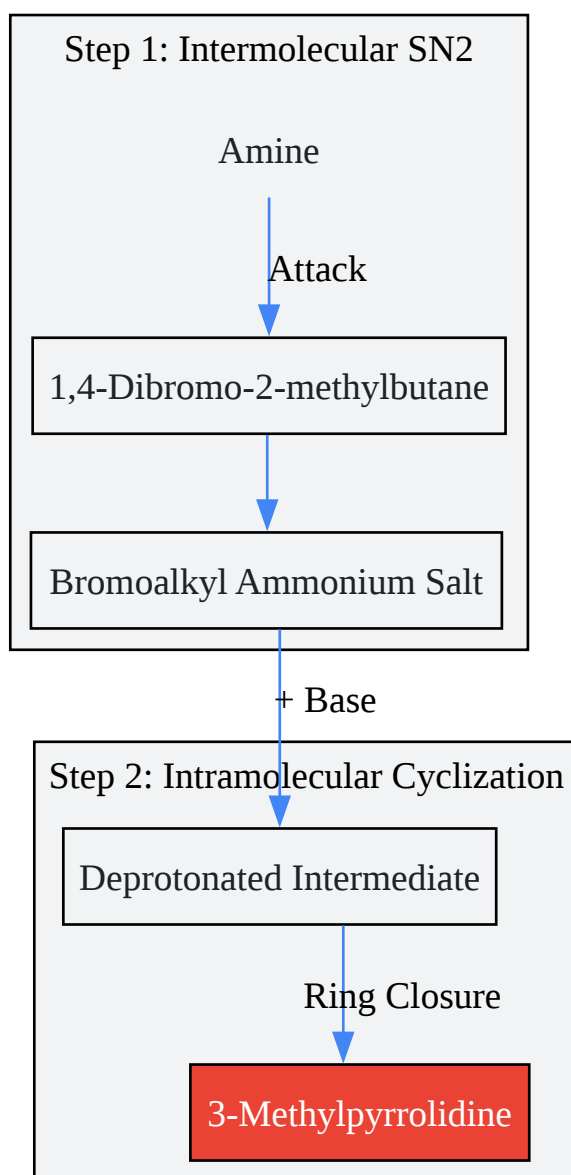 Step 1: Intermolecular SN2
Amine
Attack
1,4-Dibromo-2-methylbutane
Bromoalkyl Ammonium Salt
+ Base
Step 2: Intramolecular Cyclization
Deprotonated Intermediate
Ring Closure
3-Methylpyrrolidine